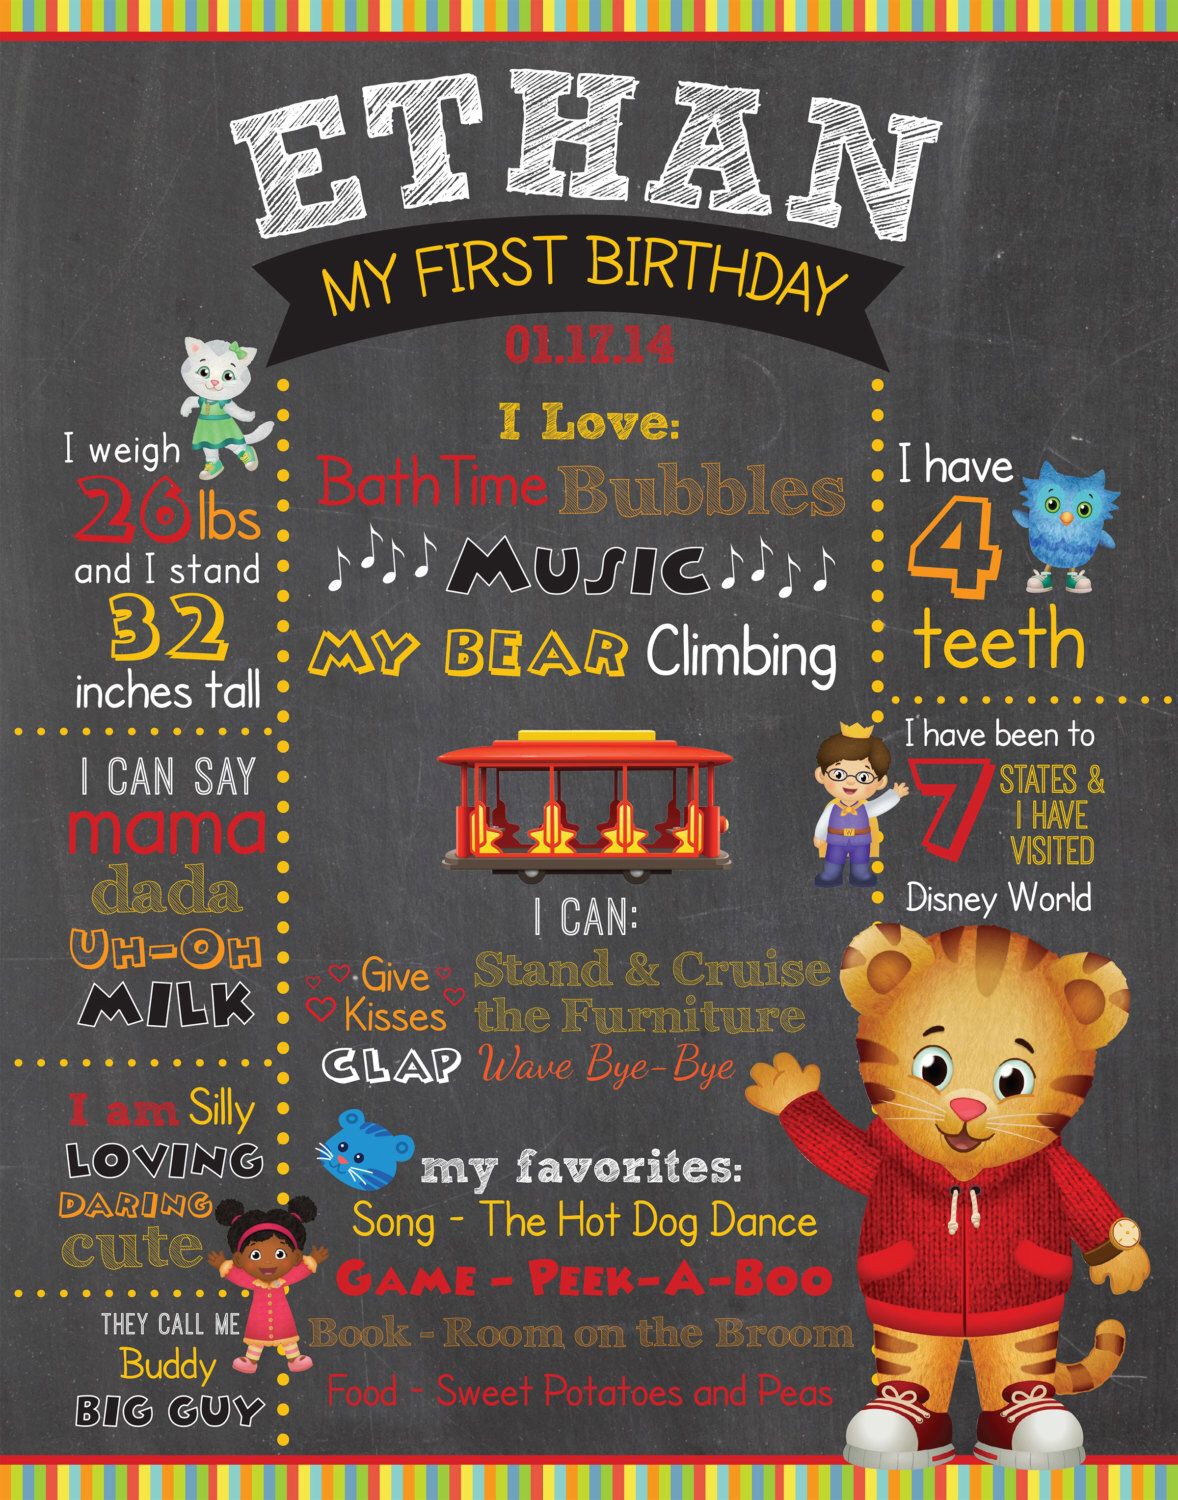 ETHAN
MY FIRST BIRTHDAY
01.17.14
I weigh
26 lbs
and I stand
32
inches tall
I CAN SAY
mama
dada
UH-OH
MILK
I am Silly
LOVING
DARING
cute
THEY CALL ME
Buddy
BIG GUY
I Love:
BathTime Bubbles
MUSIC
MY BEAR Climbing
I CAN:
Give
Kisses
Stand & Cruise
the Furniture
CLAP Wave Bye-Bye
my favorites:
Song - The Hot Dog Dance
GAME - PEEK-A-BOO
Book - Room on the Broom
Food - Sweet Potatoes and Peas
I have
4
teeth
I have been to
7 STATES &
I HAVE
VISITED
Disney World
W